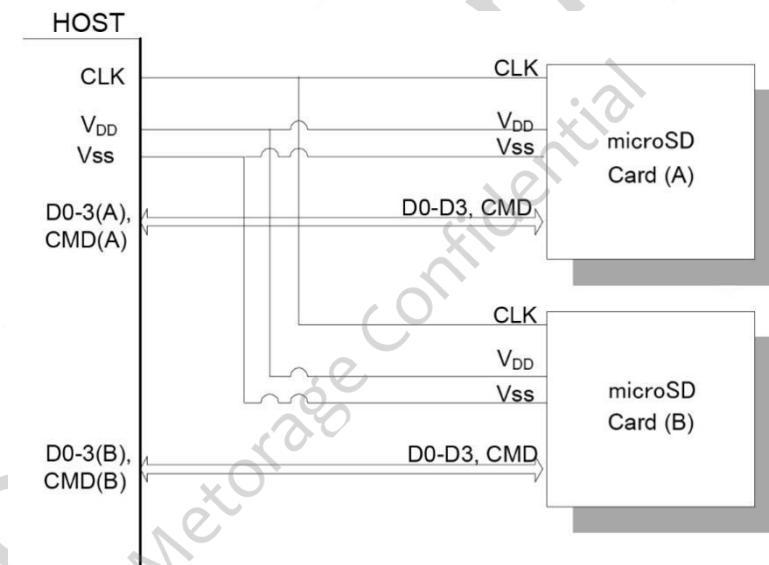 HOST
CLK
VDD
Vss
D0-3(A),
CMD(A)
CLK
VDD
Vss
D0-D3, CMD
microSD
Card (A)
CLK
VDD
Vss
microSD
Card (B)
D0-3(B),
CMD(B)
D0-D3, CMD
Metorage Confidential